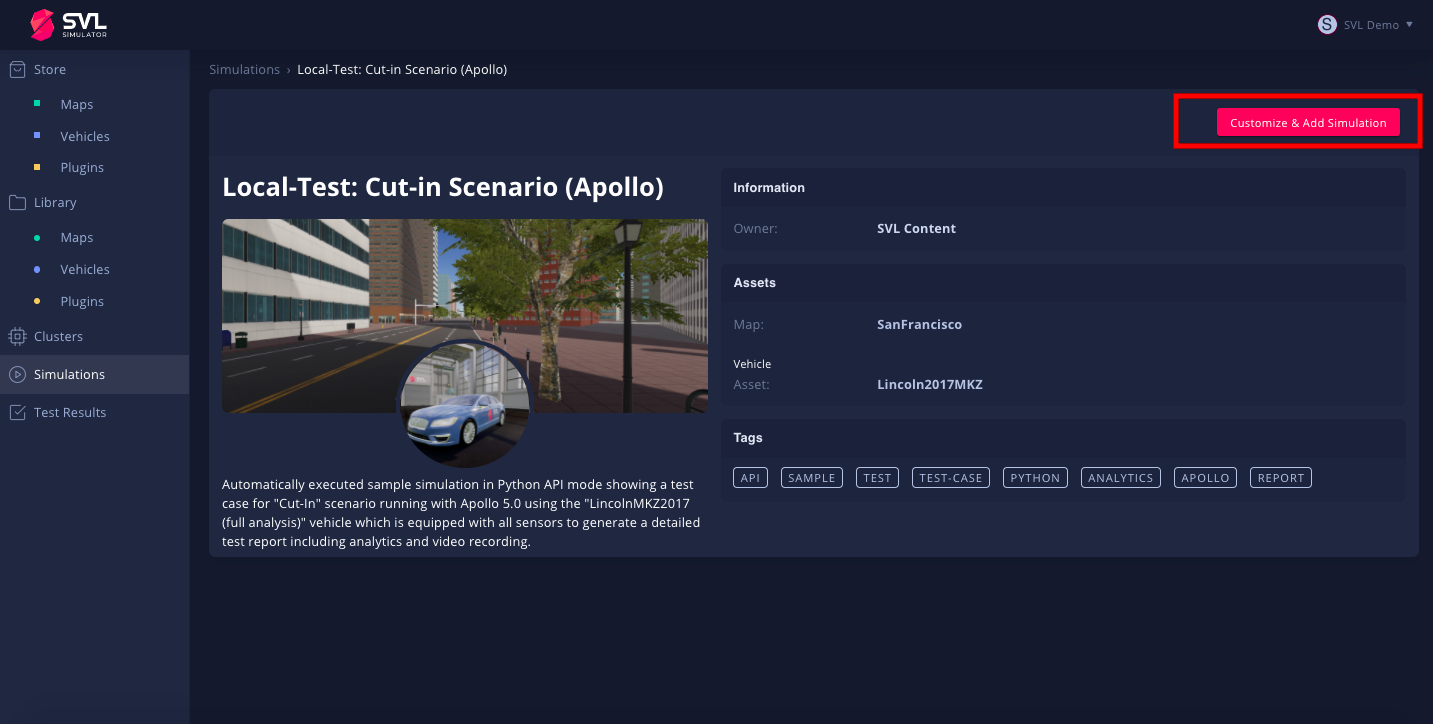 SVL
SIMULATOR
S SVL Demo
Store
Maps
Vehicles
Plugins
Library
Maps
Vehicles
Plugins
Clusters
Simulations
Test Results
Simulations › Local-Test: Cut-in Scenario (Apollo)
Customize & Add Simulation
Local-Test: Cut-in Scenario (Apollo)
Automatically executed sample simulation in Python API mode showing a test
case for "Cut-In" scenario running with Apollo 5.0 using the "LincolnMKZ2017
(full analysis)" vehicle which is equipped with all sensors to generate a detailed
test report including analytics and video recording.
Information
Owner: SVL Content
Assets
Map: SanFrancisco
Vehicle
Asset: Lincoln2017MKZ
Tags
API SAMPLE TEST TEST-CASE PYTHON ANALYTICS APOLLO REPORT